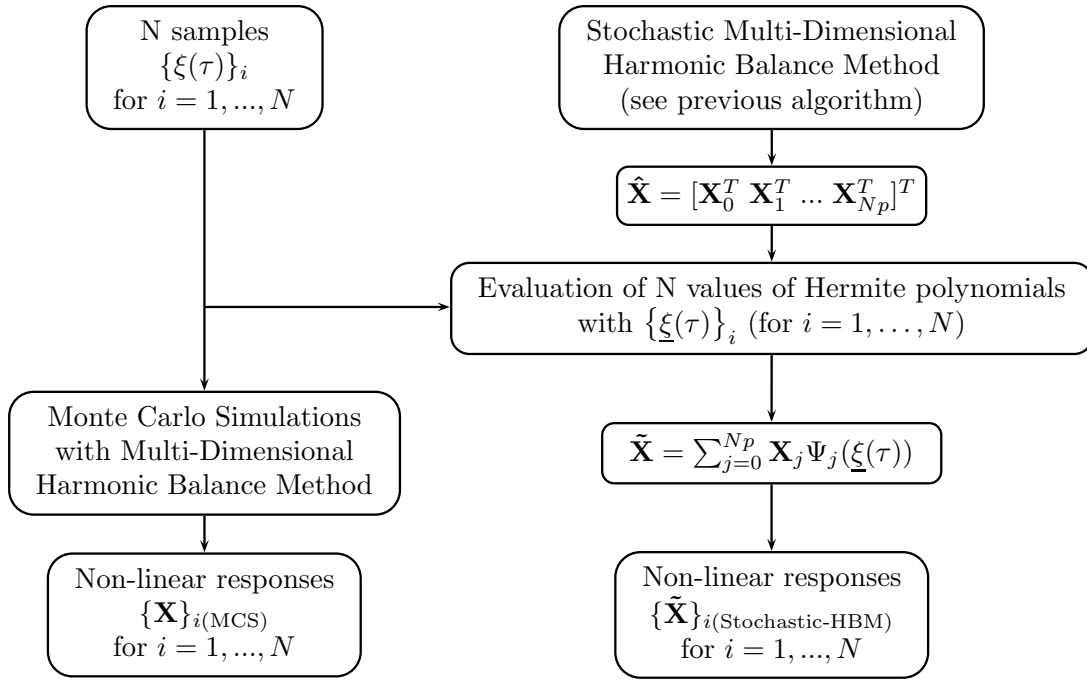 N samples
{ξ(τ)}_i
for i = 1, ..., N
Stochastic Multi-Dimensional
Harmonic Balance Method
(see previous algorithm)
X̂ = [X_0^T X_1^T ... X_{Np}^T]^T
Evaluation of N values of Hermite polynomials
with {ξ̲(τ)}_i (for i = 1, . . . , N)
Monte Carlo Simulations
with Multi-Dimensional
Harmonic Balance Method
X̃ = ∑_{j=0}^{Np} X_j Ψ_j(ξ̲(τ))
Non-linear responses
{X}_{i(MCS)}
for i = 1, ..., N
Non-linear responses
{X̃}_{i(Stochastic-HBM)}
for i = 1, ..., N